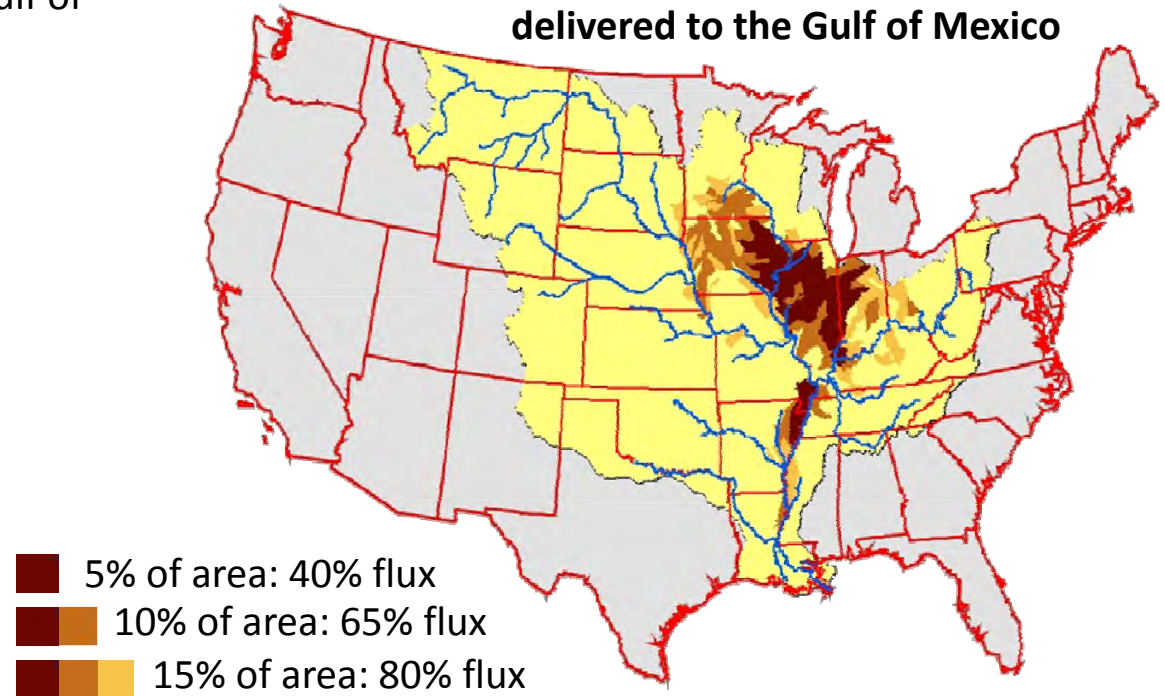 delivered to the Gulf of Mexico
5% of area: 40% flux
10% of area: 65% flux
15% of area: 80% flux